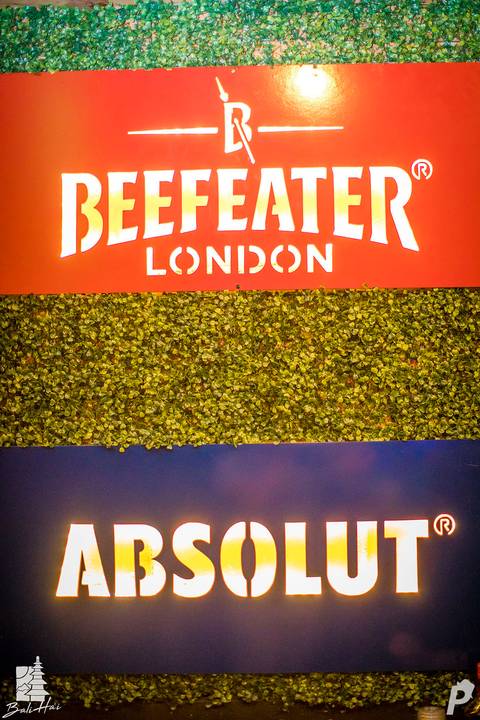 B
BEEFEATER®
LONDON
ABSOLUT®
Bali Hai
P